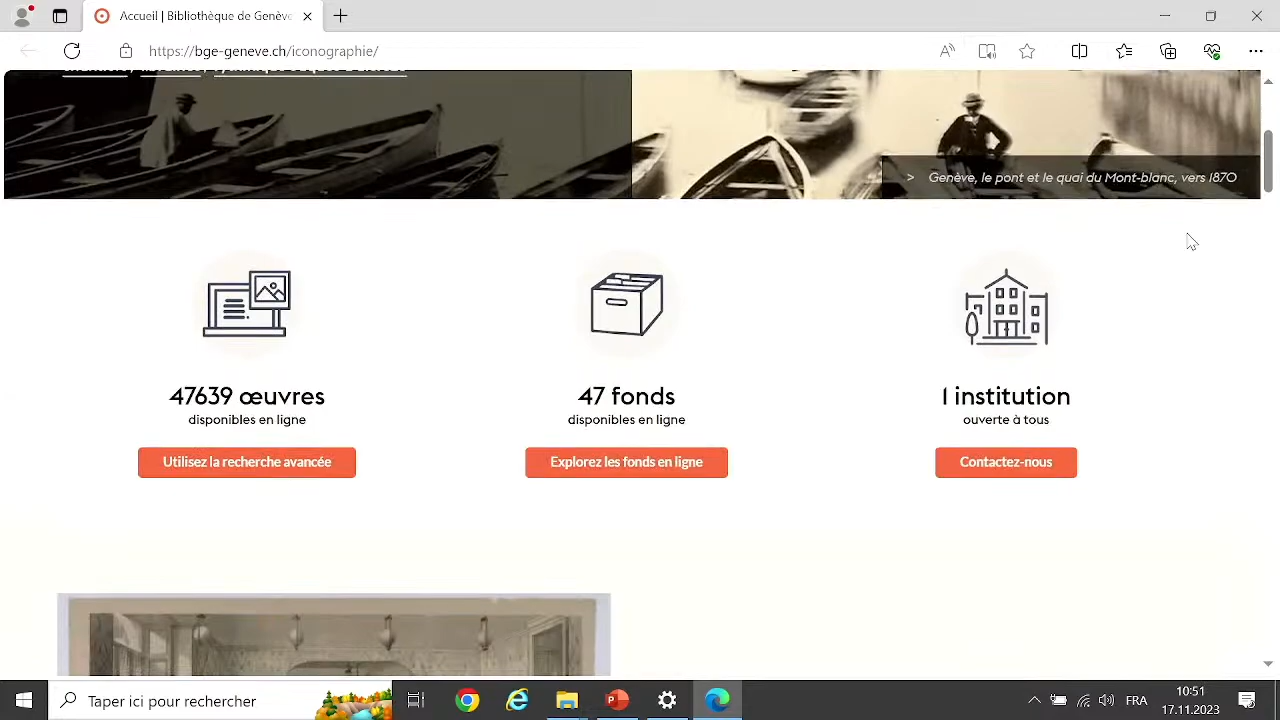 Accueil | Bibliothèque de Genève
https://bge-geneve.ch/iconographie/
> Genève, le pont et le quai du Mont-blanc, vers 1870
47639 œuvres
disponibles en ligne
Utilisez la recherche avancée
47 fonds
disponibles en ligne
Explorez les fonds en ligne
1 institution
ouverte à tous
Contactez-nous
Taper ici pour rechercher
FRA
10:51
17.11.2023